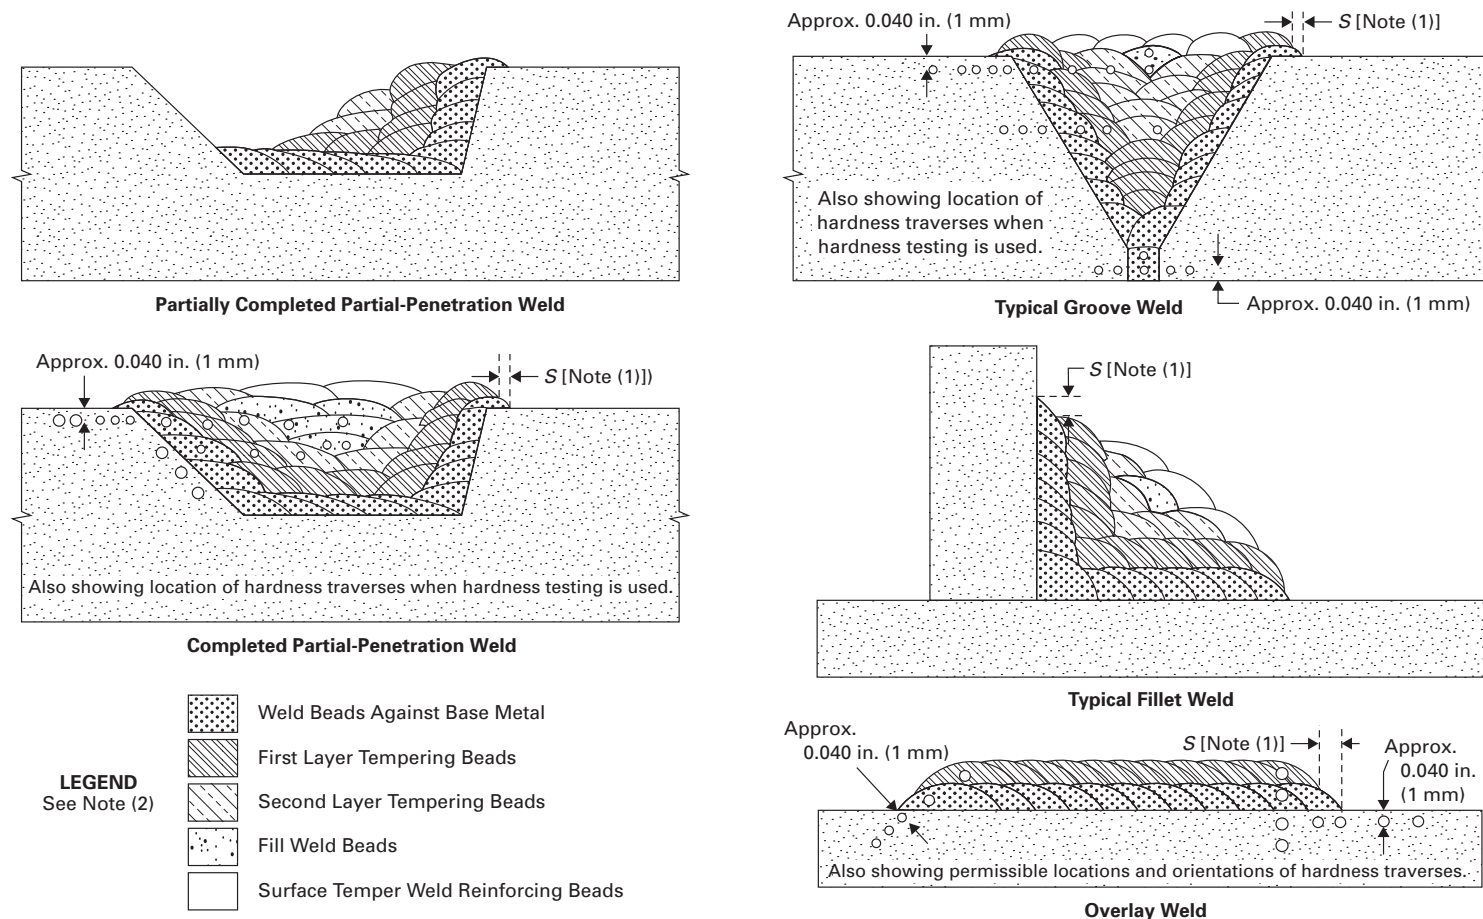 Partially Completed Partial-Penetration Weld
Approx. 0.040 in. (1 mm)
S [Note (1)])
Also showing location of hardness traverses when hardness testing is used.
Completed Partial-Penetration Weld
LEGEND
See Note (2)
Weld Beads Against Base Metal
First Layer Tempering Beads
Second Layer Tempering Beads
Fill Weld Beads
Surface Temper Weld Reinforcing Beads
Approx. 0.040 in. (1 mm)
S [Note (1)]
Also showing location of
hardness traverses when
hardness testing is used.
Approx. 0.040 in. (1 mm)
Typical Groove Weld
S [Note (1)]
Typical Fillet Weld
Approx.
0.040 in. (1 mm)
S [Note (1)]
Approx.
0.040 in.
(1 mm)
Also showing permissible locations and orientations of hardness traverses.
Overlay Weld